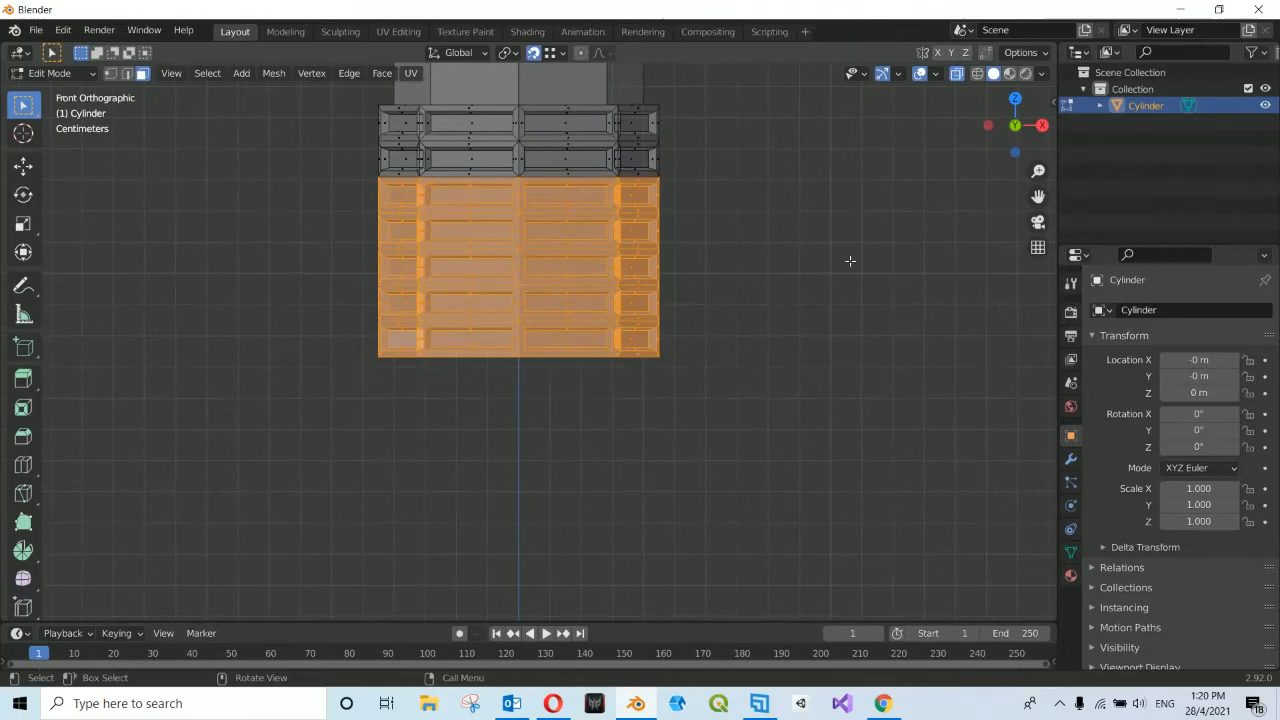 Blender
File Edit Render Window Help Layout Modeling Sculpting UV Editing Texture Paint Shading Animation Rendering Compositing Scripting + Scene View Layer
Global X Y Z Options
Edit Mode View Select Add Mesh Vertex Edge Face UV
Front Orthographic
(1) Cylinder
Centimeters
Z
Y
X
Scene Collection
Collection
Cylinder
Cylinder
Cylinder
Transform
Location X -0 m
Y -0 m
Z 0 m
Rotation X 0°
Y 0°
Z 0°
Mode XYZ Euler
Scale X 1.000
Y 1.000
Z 1.000
Delta Transform
Relations
Collections
Instancing
Motion Paths
Visibility
Viewport Display
Playback Keying View Marker 1 Start 1 End 250
1 10 20 30 40 50 60 70 80 90 100 110 120 130 140 150 160 170 180 190 200 210 220 230 240 250
Select Box Select Rotate View Call Menu 2.92.0
Type here to search
ENG
1:20 PM
28/4/2021
18